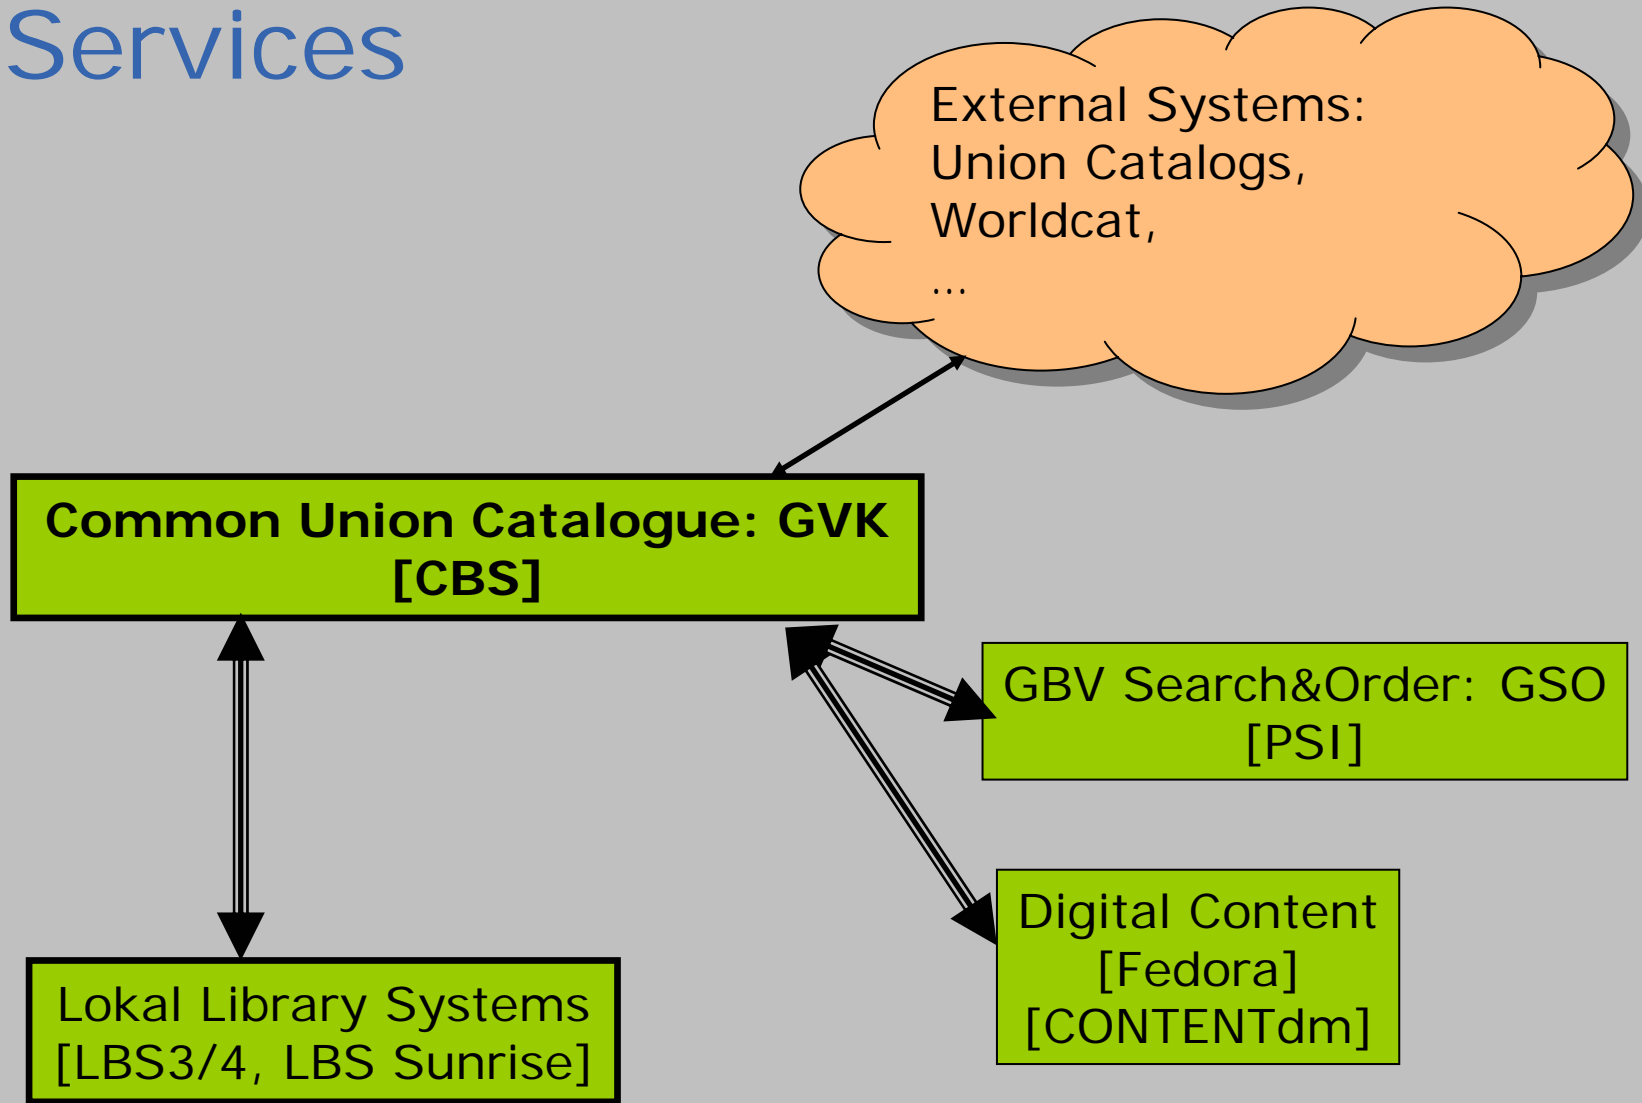 Services
External Systems:
Union Catalogs,
Worldcat,
...
Common Union Catalogue: GVK
[CBS]
GBV Search&Order: GSO
[PSI]
Digital Content
[Fedora]
[CONTENTdm]
Lokal Library Systems
[LBS3/4, LBS Sunrise]